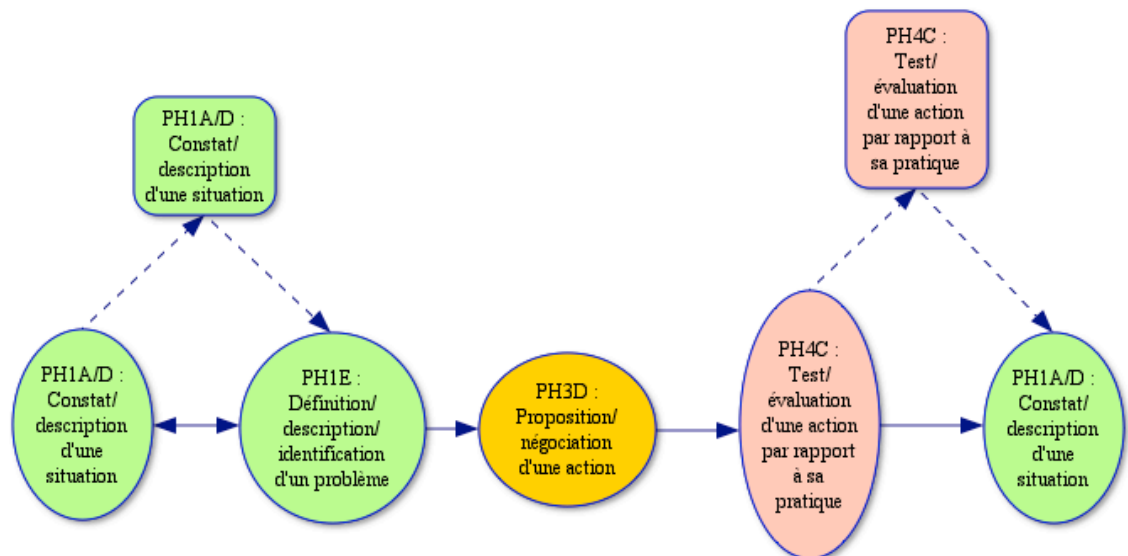 PH4C :
Test/
évaluation
d'une action
par rapport à
sa pratique
PH1A/D :
Constat/
description
d'une situation
PH1A/D :
Constat/
description
d'une
situation
PH1E :
Définition/
description/
identification
d'un problème
PH3D :
Proposition/
négociation
d'une action
PH4C :
Test/
évaluation
d'une action
par rapport
à sa
pratique
PH1A/D :
Constat/
description
d'une
situation